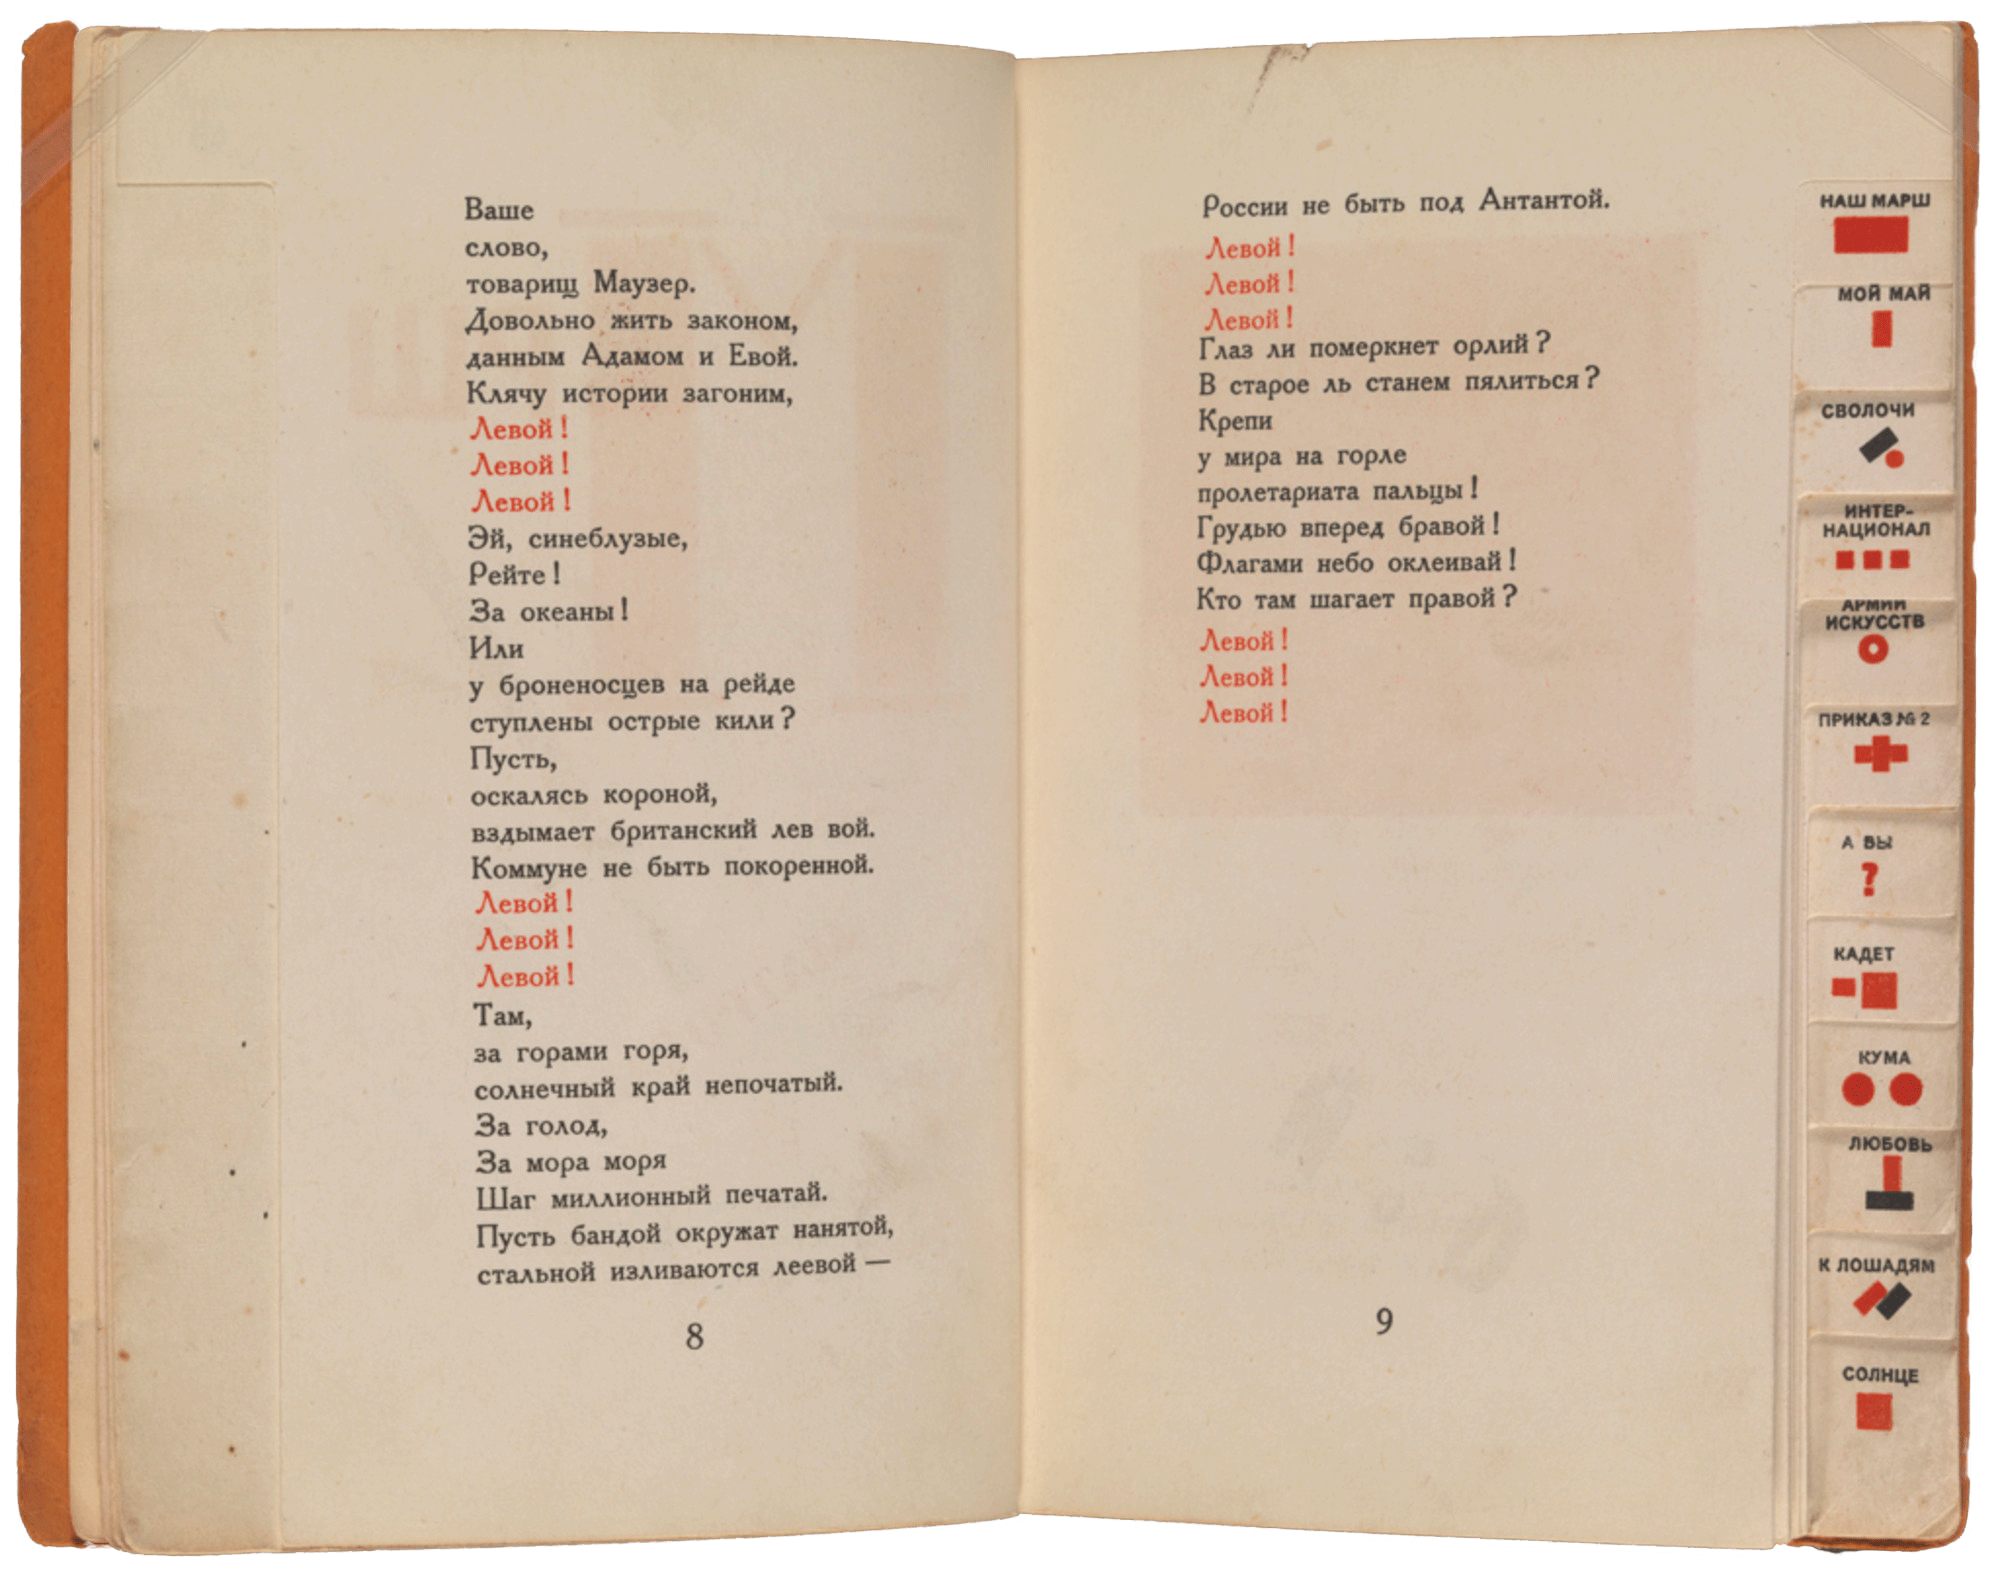 Ваше
слово,
товарищ Маузер.
Довольно жить законом,
данным Адамом и Евой.
Клячу истории загоним,
Левой!
Левой!
Левой!
Эй, синеблузые,
Рейте!
За океаны!
Или
у броненосцев на рейде
ступлены острые кили?
Пусть,
оскалясь короной,
вздымает британский лев вой.
Коммуне не быть покоренной.
Левой!
Левой!
Левой!
Там,
за горами горя,
солнечный край непочатый.
За голод,
За мора моря
Шаг миллионный печатай.
Пусть бандой окружат нанятой,
стальной изливаются леевой —
8
России не быть под Антантой.
Левой!
Левой!
Левой!
Глаз ли померкнет орлий?
В старое ль станем пялиться?
Крепи
у мира на горле
пролетариата пальцы!
Грудью вперед бравой!
Флагами небо оклеивай!
Кто там шагает правой?
Левой!
Левой!
Левой!
9
НАШ МАРШ
МОЙ МАЙ
СВОЛОЧИ
ИНТЕР-
НАЦИОНАЛ
АРМИИ
ИСКУССТВ
ПРИКАЗ № 2
А ВЫ
?
КАДЕТ
КУМА
ЛЮБОВЬ
К ЛОШАДЯМ
СОЛНЦЕ